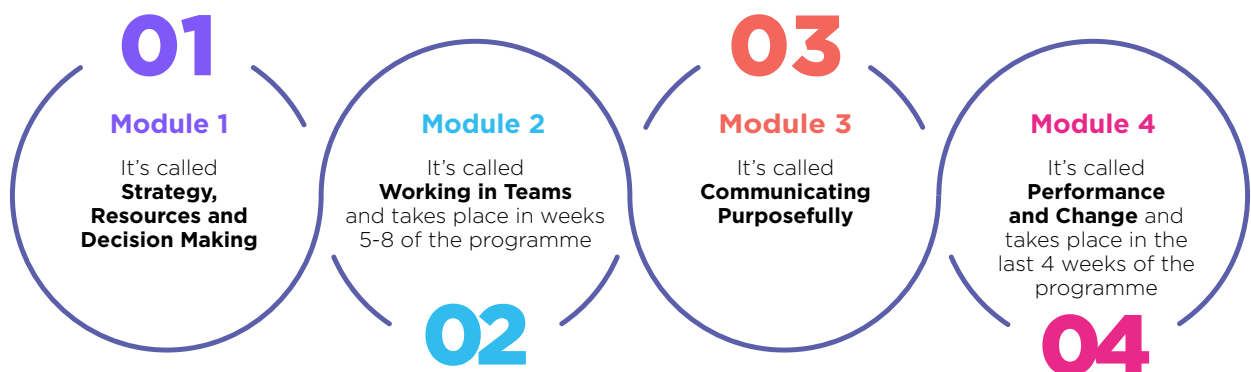 01
Module 1
It’s called
Strategy,
Resources and
Decision Making
Module 2
It’s called
Working in Teams
and takes place in weeks
5-8 of the programme
02
03
Module 3
It’s called
Communicating
Purposefully
Module 4
It’s called
Performance
and Change and
takes place in the
last 4 weeks of the
programme
04